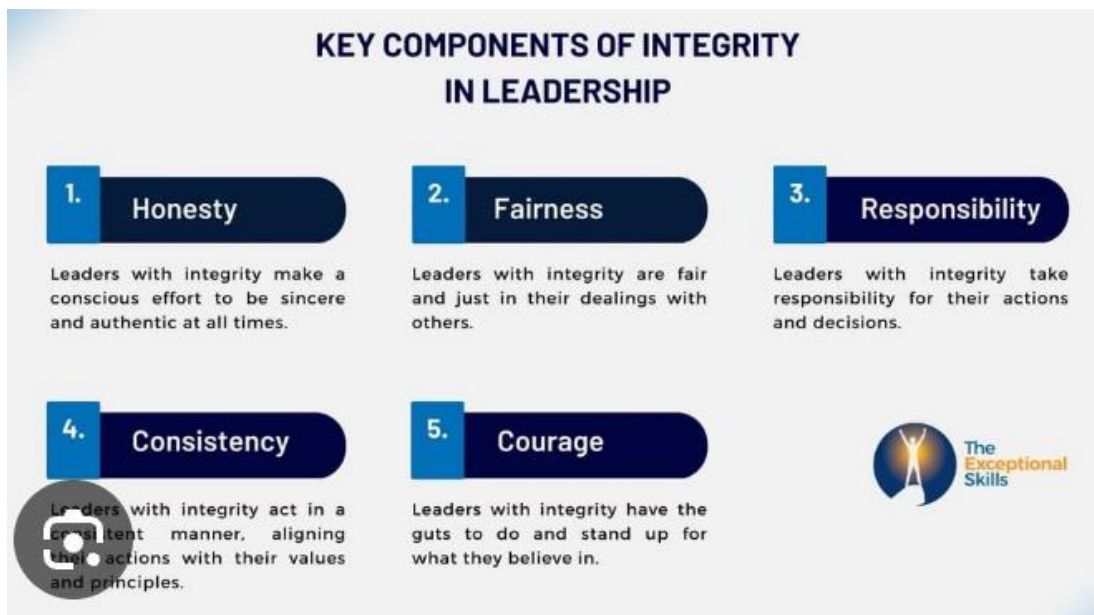 KEY COMPONENTS OF INTEGRITY
IN LEADERSHIP
1.
Honesty
Leaders with integrity make a
conscious effort to be sincere
and authentic at all times.
2.
Fairness
Leaders with integrity are fair
and just in their dealings with
others.
3.
Responsibility
Leaders with integrity take
responsibility for their actions
and decisions.
4.
Consistency
Leaders with integrity act in a
consistent manner, aligning
their actions with their values
and principles.
5.
Courage
Leaders with integrity have the
guts to do and stand up for
what they believe in.
The
Exceptional
Skills